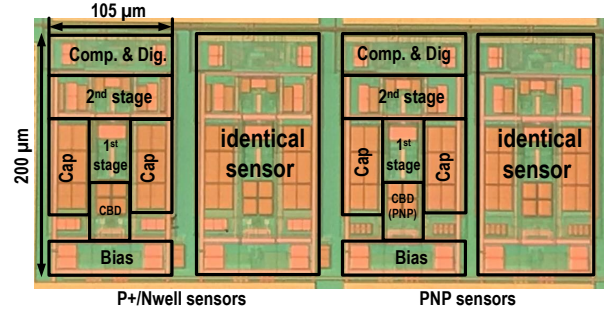 105 μm
200 μm
Comp. & Dig.
2nd stage
Cap
1st
stage
Cap
CBD
Bias
identical
sensor
Comp. & Dig
2nd stage
Cap
1st
stage
Cap
CBD
(PNP)
Bias
identical
sensor
P+/Nwell sensors
PNP sensors